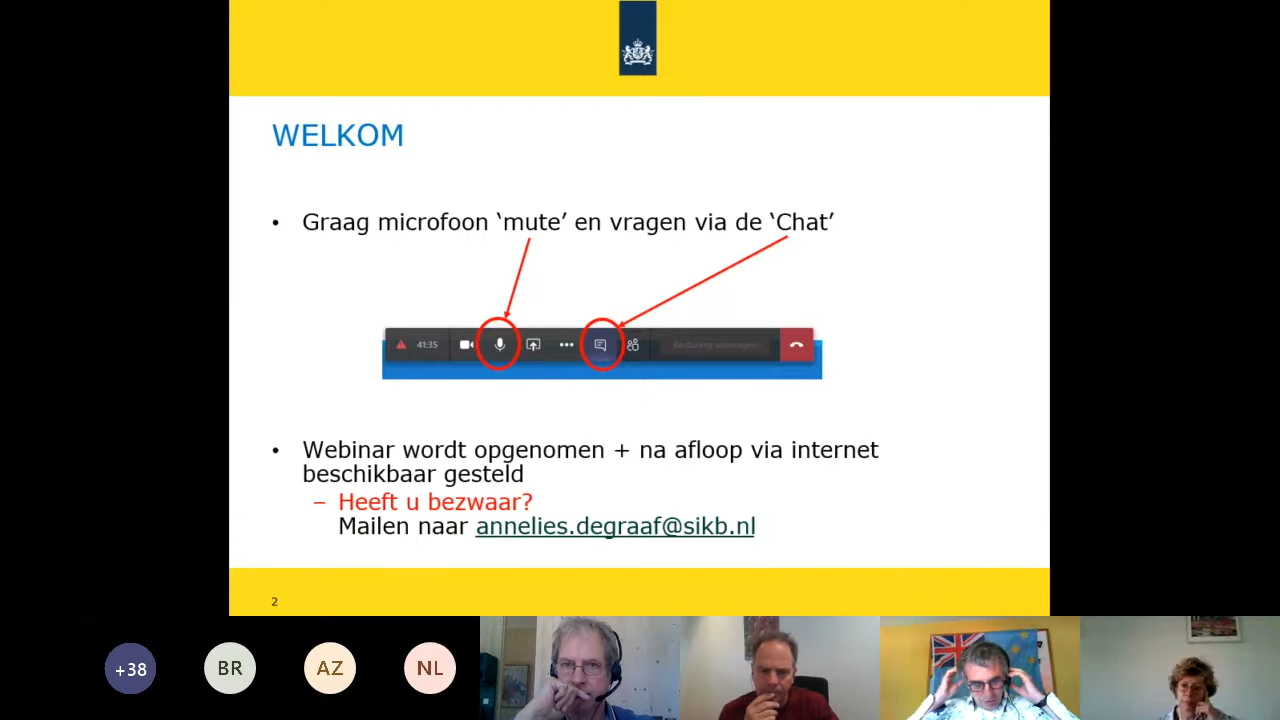 WELKOM
• Graag microfoon ‘mute’ en vragen via de ‘Chat’
41:35
• Webinar wordt opgenomen + na afloop via internet
beschikbaar gesteld
– Heeft u bezwaar?
Mailen naar annelies.degraaf@sikb.nl
2
+38
BR
AZ
NL